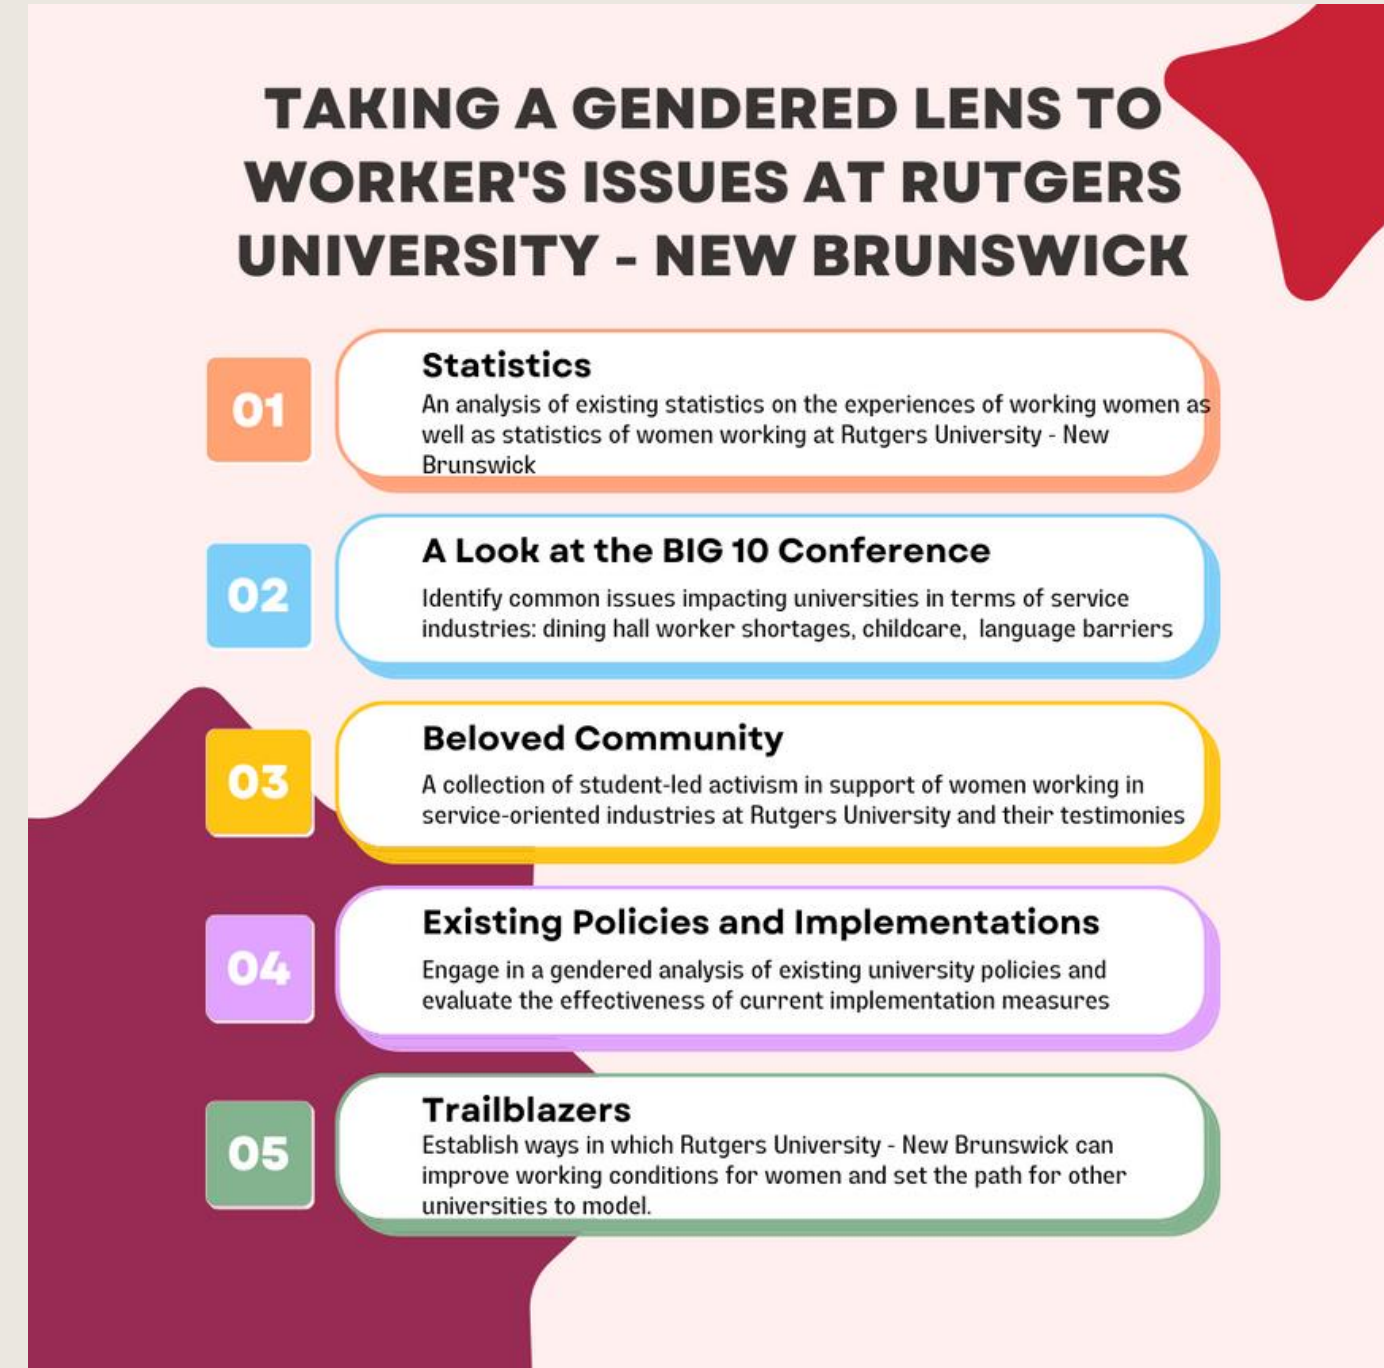 TAKING A GENDERED LENS TO
WORKER'S ISSUES AT RUTGERS
UNIVERSITY - NEW BRUNSWICK
01
Statistics
An analysis of existing statistics on the experiences of working women as
well as statistics of women working at Rutgers University - New
Brunswick
02
A Look at the BIG 10 Conference
Identify common issues impacting universities in terms of service
industries: dining hall worker shortages, childcare,  language barriers
03
Beloved Community
A collection of student-led activism in support of women working in
service-oriented industries at Rutgers University and their testimonies
04
Existing Policies and Implementations
Engage in a gendered analysis of existing university policies and
evaluate the effectiveness of current implementation measures
05
Trailblazers
Establish ways in which Rutgers University - New Brunswick can
improve working conditions for women and set the path for other
universities to model.